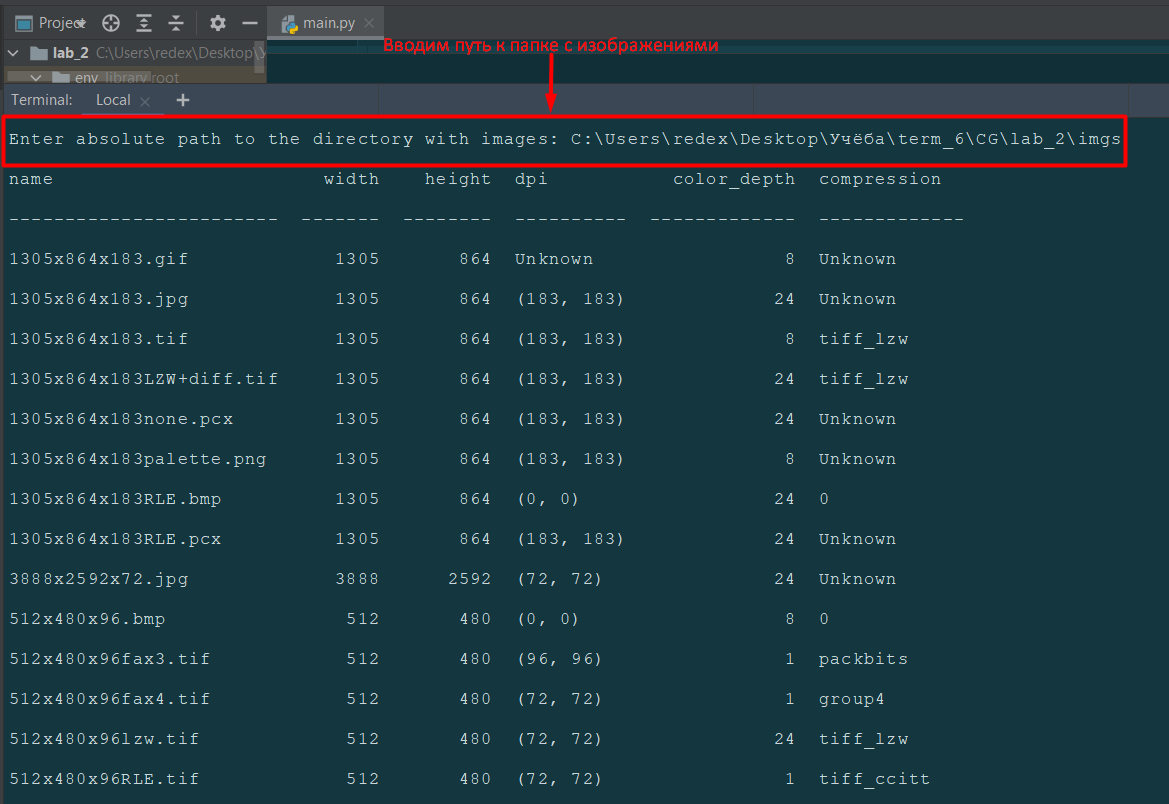 Project main.py
lab_2 C:\Users\redex\Desktop\
Вводим путь к папке с изображениями
env library root
Terminal: Local +
Enter absolute path to the directory with images: C:\Users\redex\Desktop\Учёба\term_6\CG\lab_2\imgs
name width height dpi color_depth compression
------------------------ ------- -------- ---------- ------------- -------------
1305x864x183.gif 1305 864 Unknown 8 Unknown
1305x864x183.jpg 1305 864 (183, 183) 24 Unknown
1305x864x183.tif 1305 864 (183, 183) 8 tiff_lzw
1305x864x183LZW+diff.tif 1305 864 (183, 183) 24 tiff_lzw
1305x864x183none.pcx 1305 864 (183, 183) 24 Unknown
1305x864x183palette.png 1305 864 (183, 183) 8 Unknown
1305x864x183RLE.bmp 1305 864 (0, 0) 24 0
1305x864x183RLE.pcx 1305 864 (183, 183) 24 Unknown
3888x2592x72.jpg 3888 2592 (72, 72) 24 Unknown
512x480x96.bmp 512 480 (0, 0) 8 0
512x480x96fax3.tif 512 480 (96, 96) 1 packbits
512x480x96fax4.tif 512 480 (72, 72) 1 group4
512x480x96lzw.tif 512 480 (72, 72) 24 tiff_lzw
512x480x96RLE.tif 512 480 (72, 72) 1 tiff_ccitt